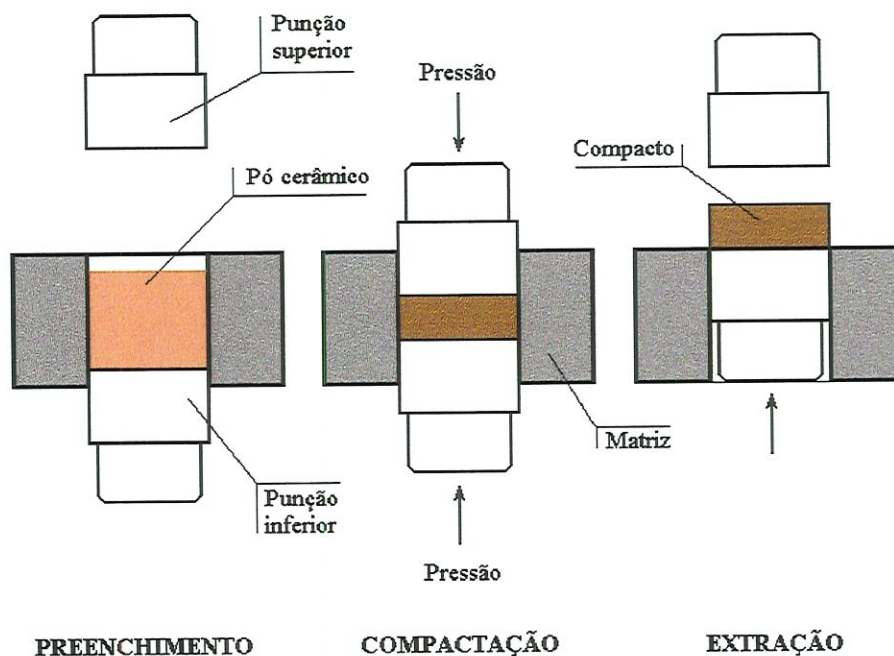 Punção
superior
Pressão
Compacto
Pó cerâmico
Matriz
Punção
inferior
Pressão
PREENCHIMENTO
COMPACTAÇÃO
EXTRAÇÃO